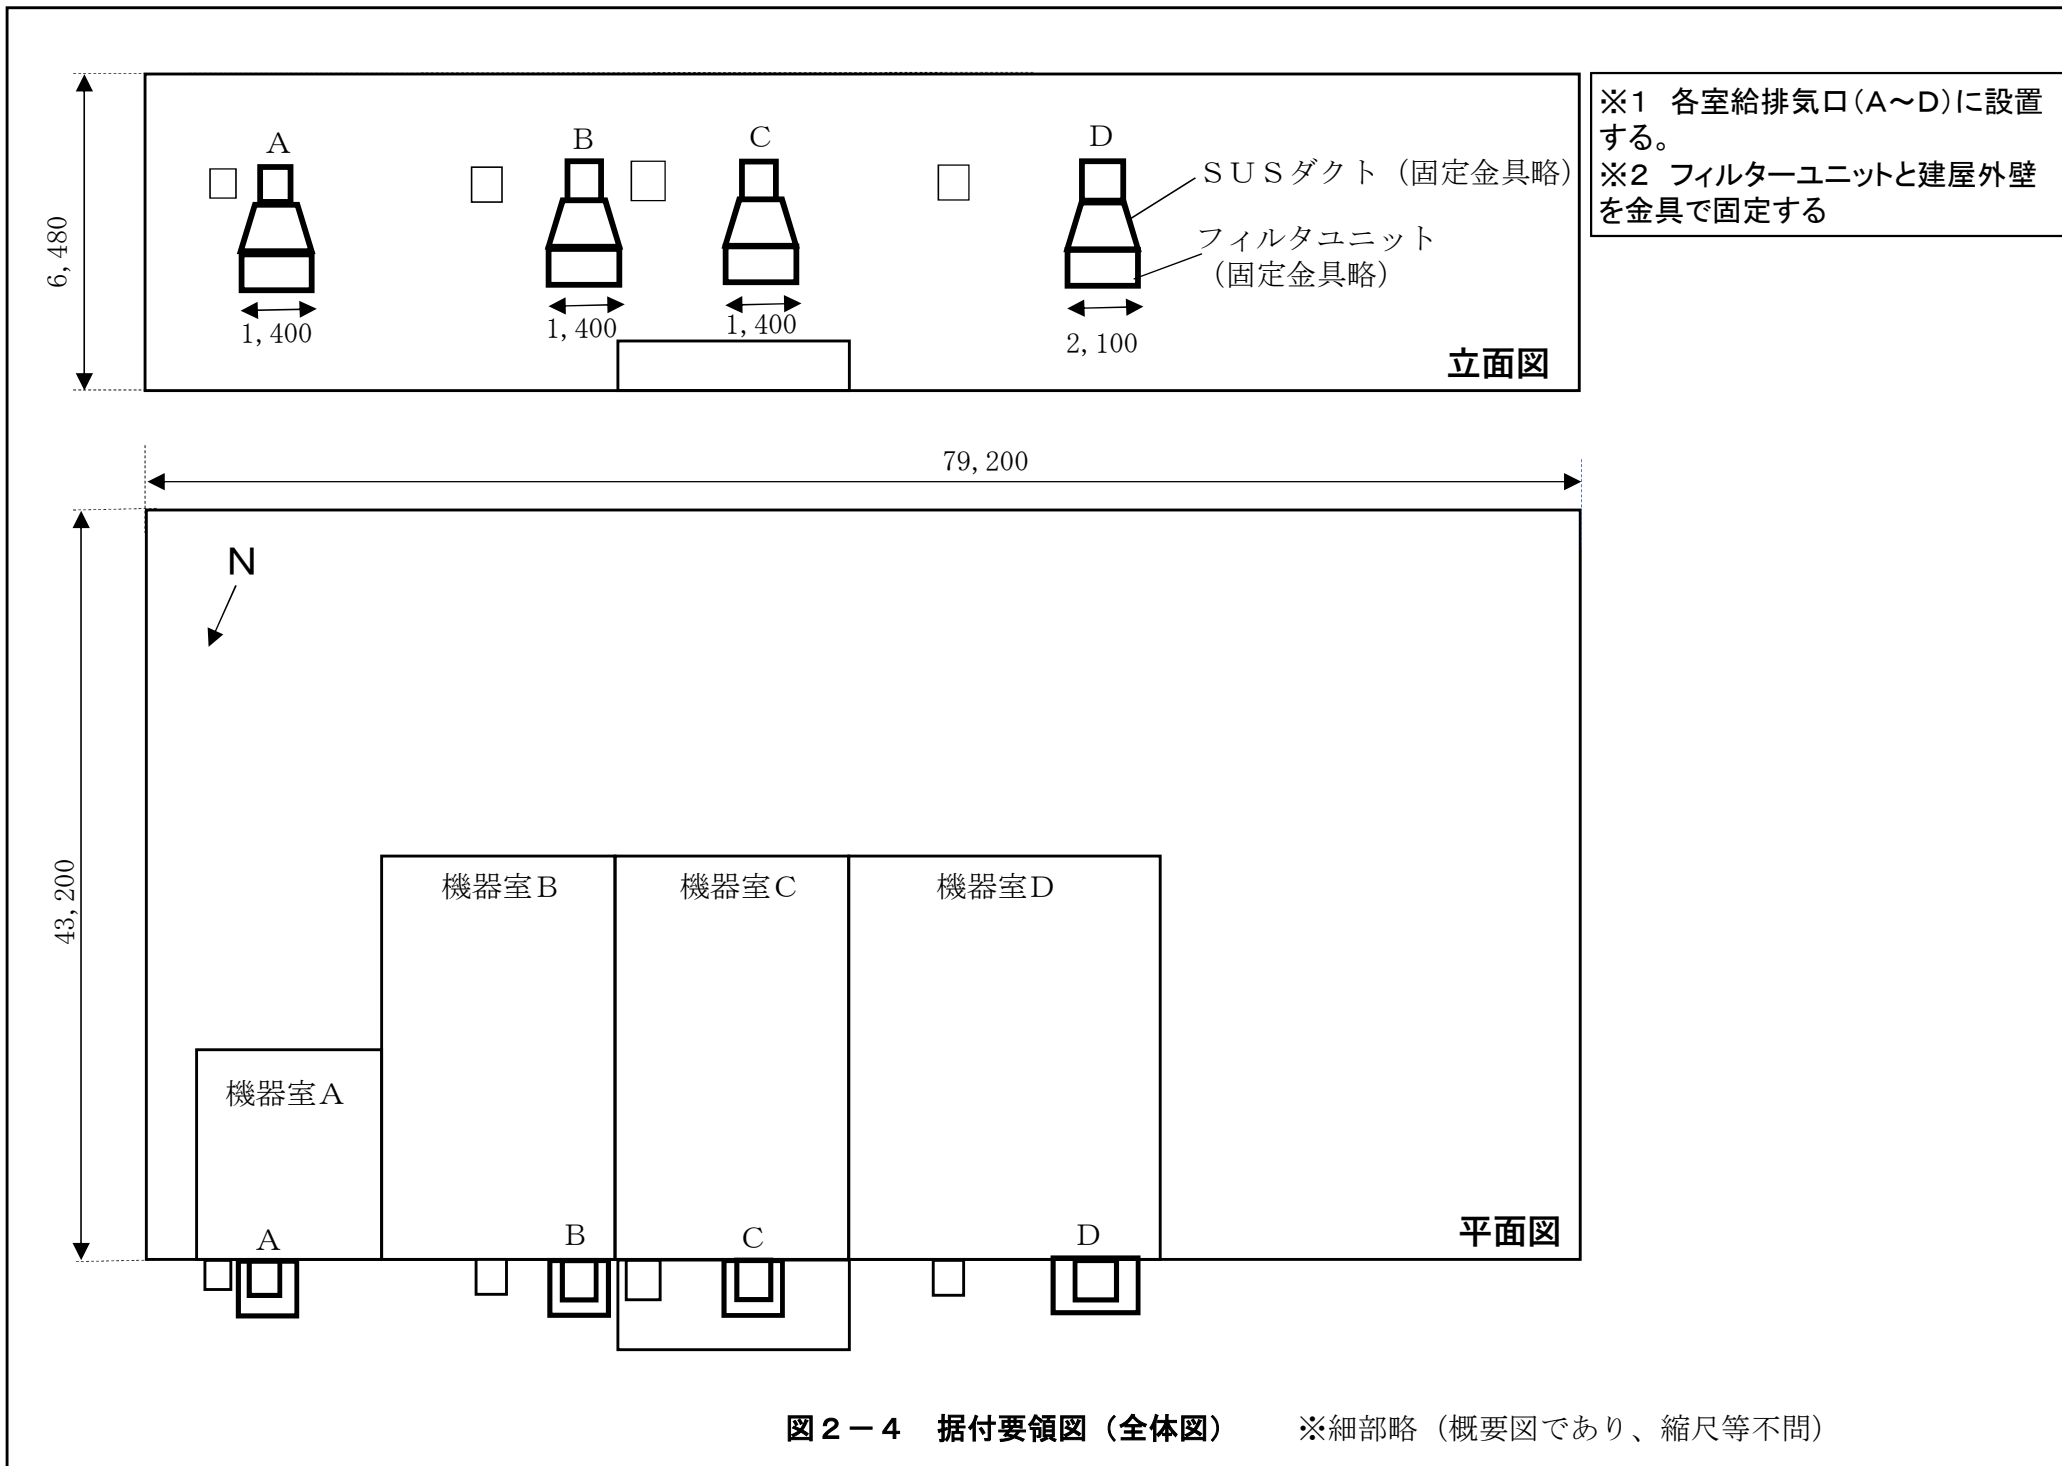 ※1 各室給排気口(A~D)に設置
する。
※2 フィルターユニットと建屋外壁
を金具で固定する
A
B
C
D
SUSダクト(固定金具略)
フィルタユニット
(固定金具略)
6,480
1,400
1,400
1,400
2,100
立面図
79,200
N
43,200
機器室B
機器室C
機器室D
機器室A
A
B
C
D
平面図
図2-4 据付要領図(全体図) ※細部略(概要図であり、縮尺等不問)